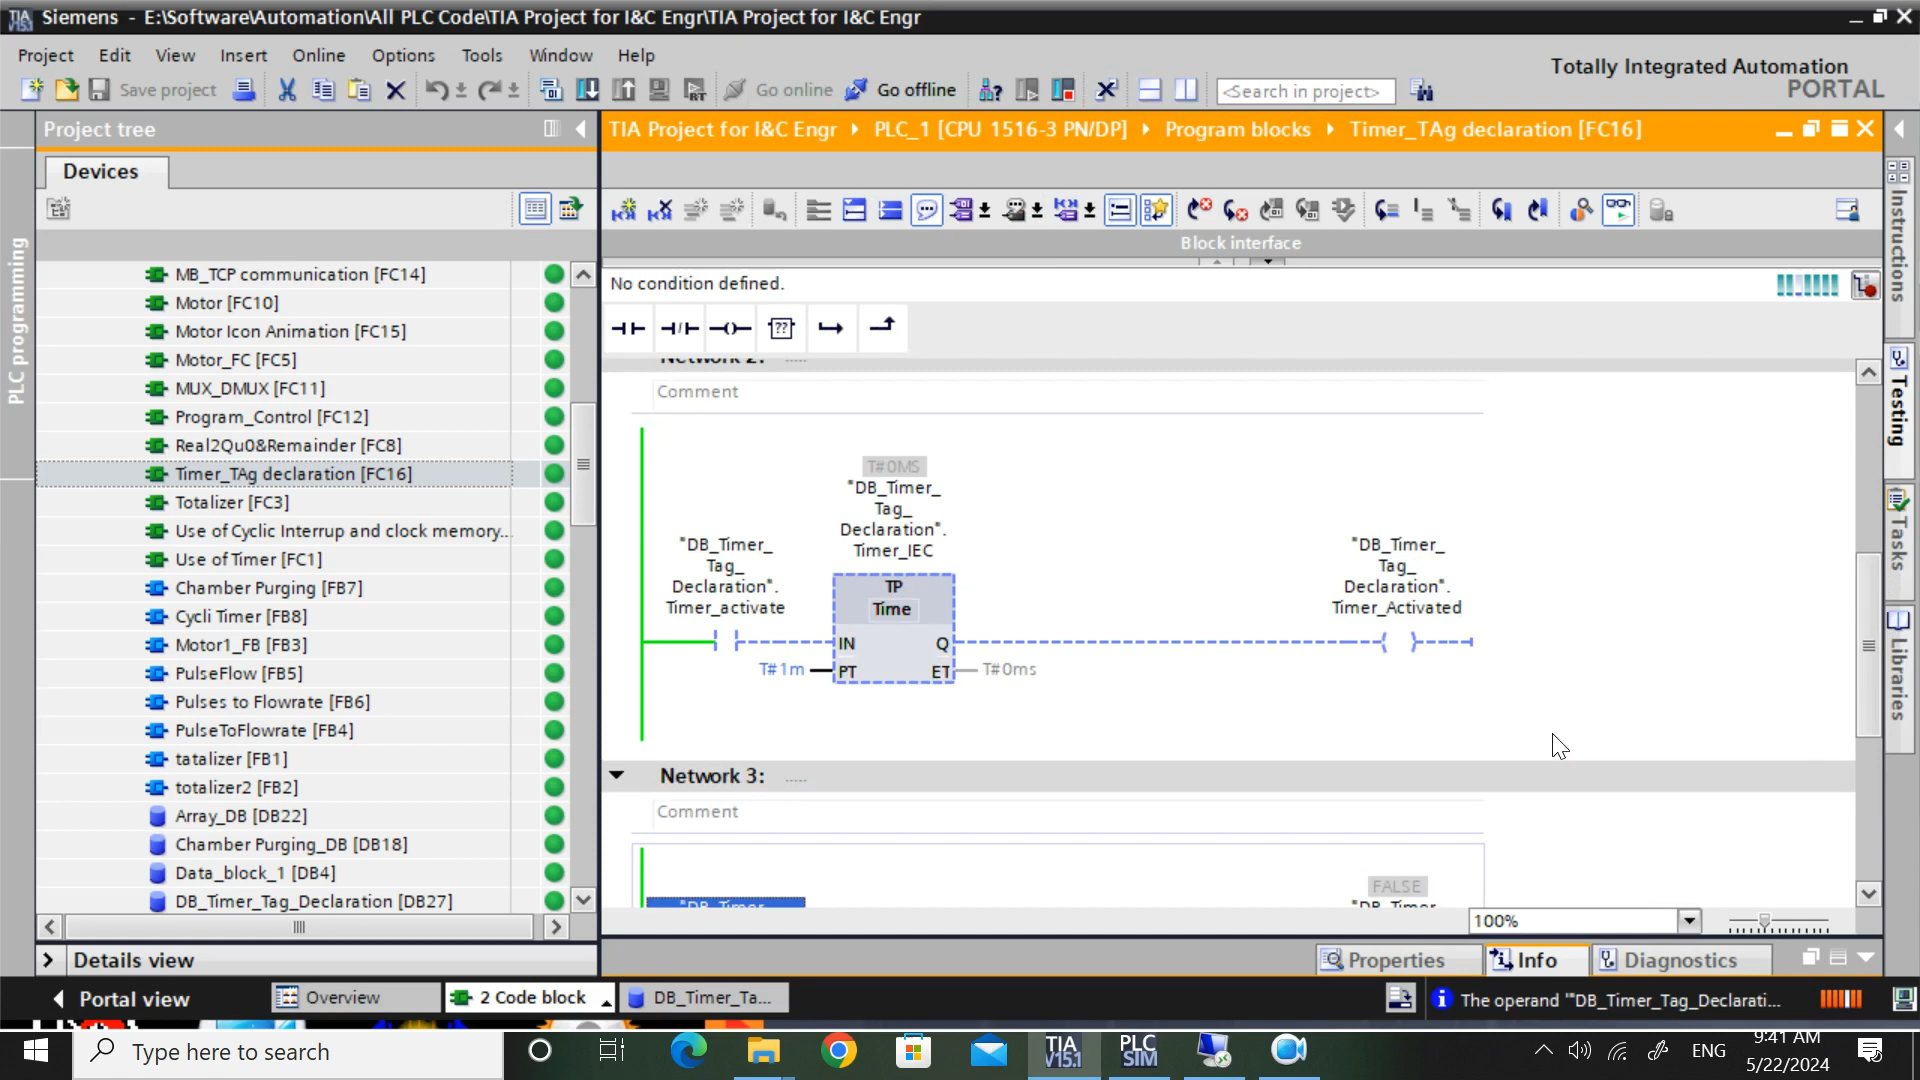 TIA V15.1 Siemens - E:\Software\Automation\All PLC Code\TIA Project for I&C Engr\TIA Project for I&C Engr
Project Edit View Insert Online Options Tools Window Help
Totally Integrated Automation
PORTAL
Save project Go online Go offline <Search in project>
Project tree
TIA Project for I&C Engr PLC_1 [CPU 1516-3 PN/DP] Program blocks Timer_TAg declaration [FC16]
Devices
Block interface
PLC programming
MB_TCP communication [FC14]
Motor [FC10]
Motor Icon Animation [FC15]
Motor_FC [FC5]
MUX_DMUX [FC11]
Program_Control [FC12]
Real2Qu0&Remainder [FC8]
Timer_TAg declaration [FC16]
Totalizer [FC3]
Use of Cyclic Interrup and clock memory...
Use of Timer [FC1]
Chamber Purging [FB7]
Cycli Timer [FB8]
Motor1_FB [FB3]
PulseFlow [FB5]
Pulses to Flowrate [FB6]
PulseToFlowrate [FB4]
tatalizer [FB1]
totalizer2 [FB2]
Array_DB [DB22]
Chamber Purging_DB [DB18]
Data_block_1 [DB4]
DB_Timer_Tag_Declaration [DB27]
Details view
No condition defined.
??
Network 2: .....
Comment
T#0MS
"DB_Timer_
Tag_
Declaration".
Timer_IEC
"DB_Timer_
Tag_
Declaration".
Timer_activate
TP
Time
IN Q
T#1m PT ET T#0ms
"DB_Timer_
Tag_
Declaration".
Timer_Activated
Network 3: .....
Comment
FALSE
"DB_Timer_
"DB_Timer_
100%
Instructions
Testing
Tasks
Libraries
Properties Info Diagnostics
Portal view Overview 2 Code block DB_Timer_Ta... The operand '"DB_Timer_Tag_Declarati...
Type here to search
TIA V15.1
PLC SIM
ENG
9:41 AM
5/22/2024